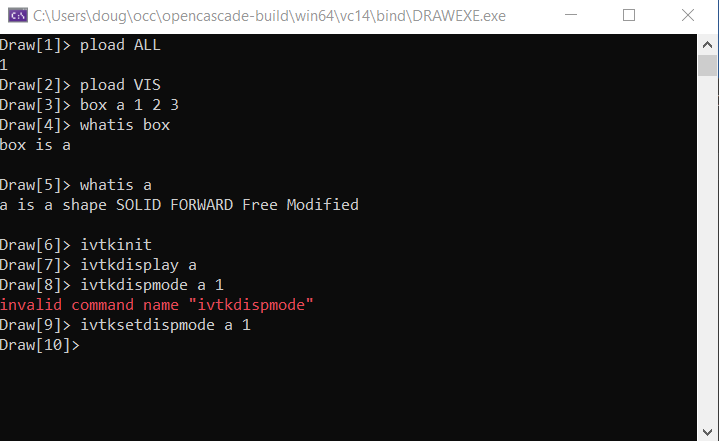 C:\Users\doug\occ\opencascade-build\win64\vc14\bind\DRAWEXE.exe
Draw[1]> pload ALL
1
Draw[2]> pload VIS
Draw[3]> box a 1 2 3
Draw[4]> whatis box
box is a
Draw[5]> whatis a
a is a shape SOLID FORWARD Free Modified
Draw[6]> ivtkinit
Draw[7]> ivtkdisplay a
Draw[8]> ivtkdispmode a 1
invalid command name "ivtkdispmode"
Draw[9]> ivtksetdispmode a 1
Draw[10]>